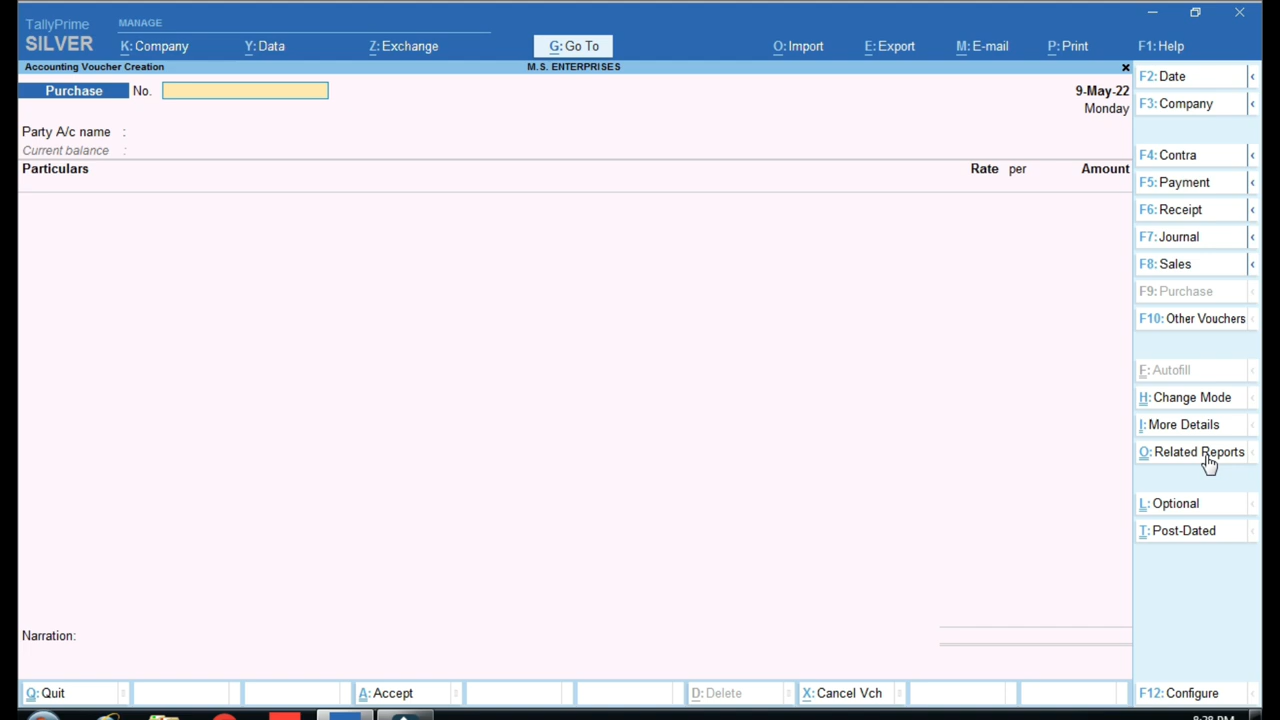 TallyPrime
SILVER
MANAGE
K: Company
Y: Data
Z: Exchange
G: Go To
O: Import
E: Export
M: E-mail
P: Print
F1: Help
Accounting Voucher Creation
M.S. ENTERPRISES
Purchase No.
9-May-22
Monday
Party A/c name :
Current balance :
Particulars
Rate per
Amount
Narration:
F2: Date
F3: Company
F4: Contra
F5: Payment
F6: Receipt
F7: Journal
F8: Sales
F9: Purchase
F10: Other Vouchers
F: Autofill
H: Change Mode
I: More Details
O: Related Reports
L: Optional
T: Post-Dated
Q: Quit
A: Accept
D: Delete
X: Cancel Vch
F12: Configure
8:28 PM